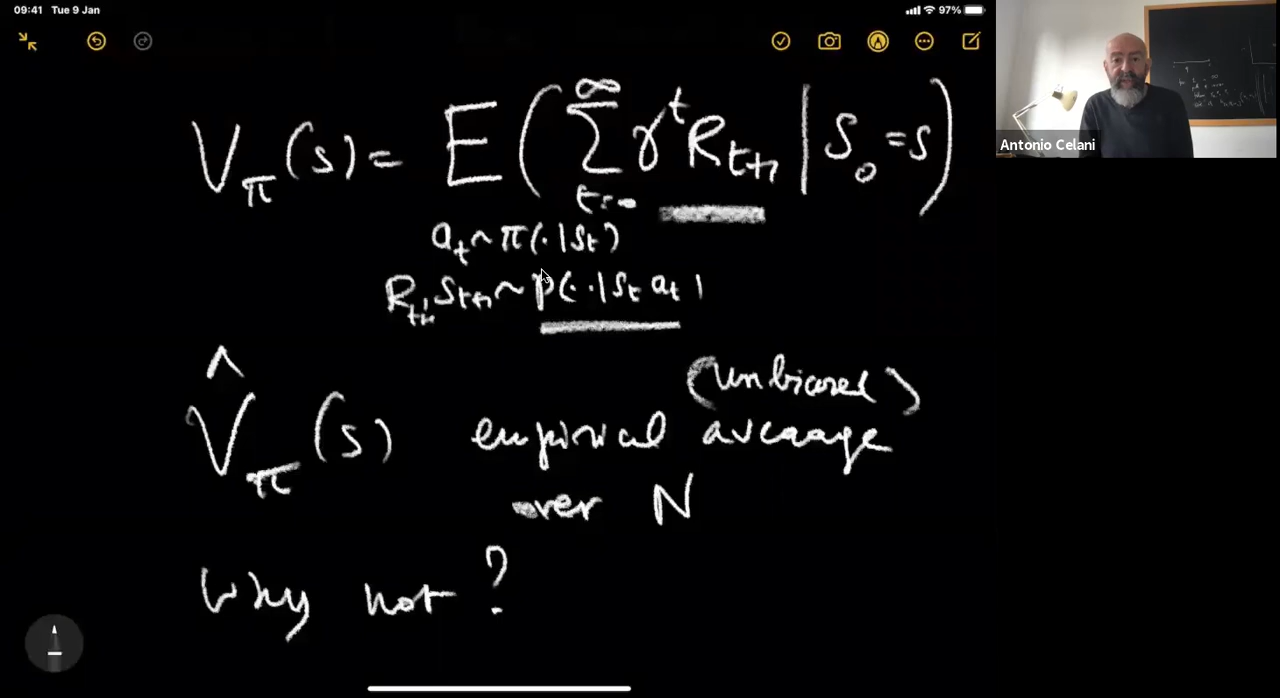 09:41 Tue 9 Jan
97%
Antonio Celani
V_π(s) = E( ∑_{t=0}^{∞} γ^t R_{t+1} | S_0 = s )
a_t ~ π(·|s_t)
R_{t+1} s_{t+1} ~ p(· ·|s_t a_t)
(unbiased)
V̂_π(s) empirical average
over N
Why not ?